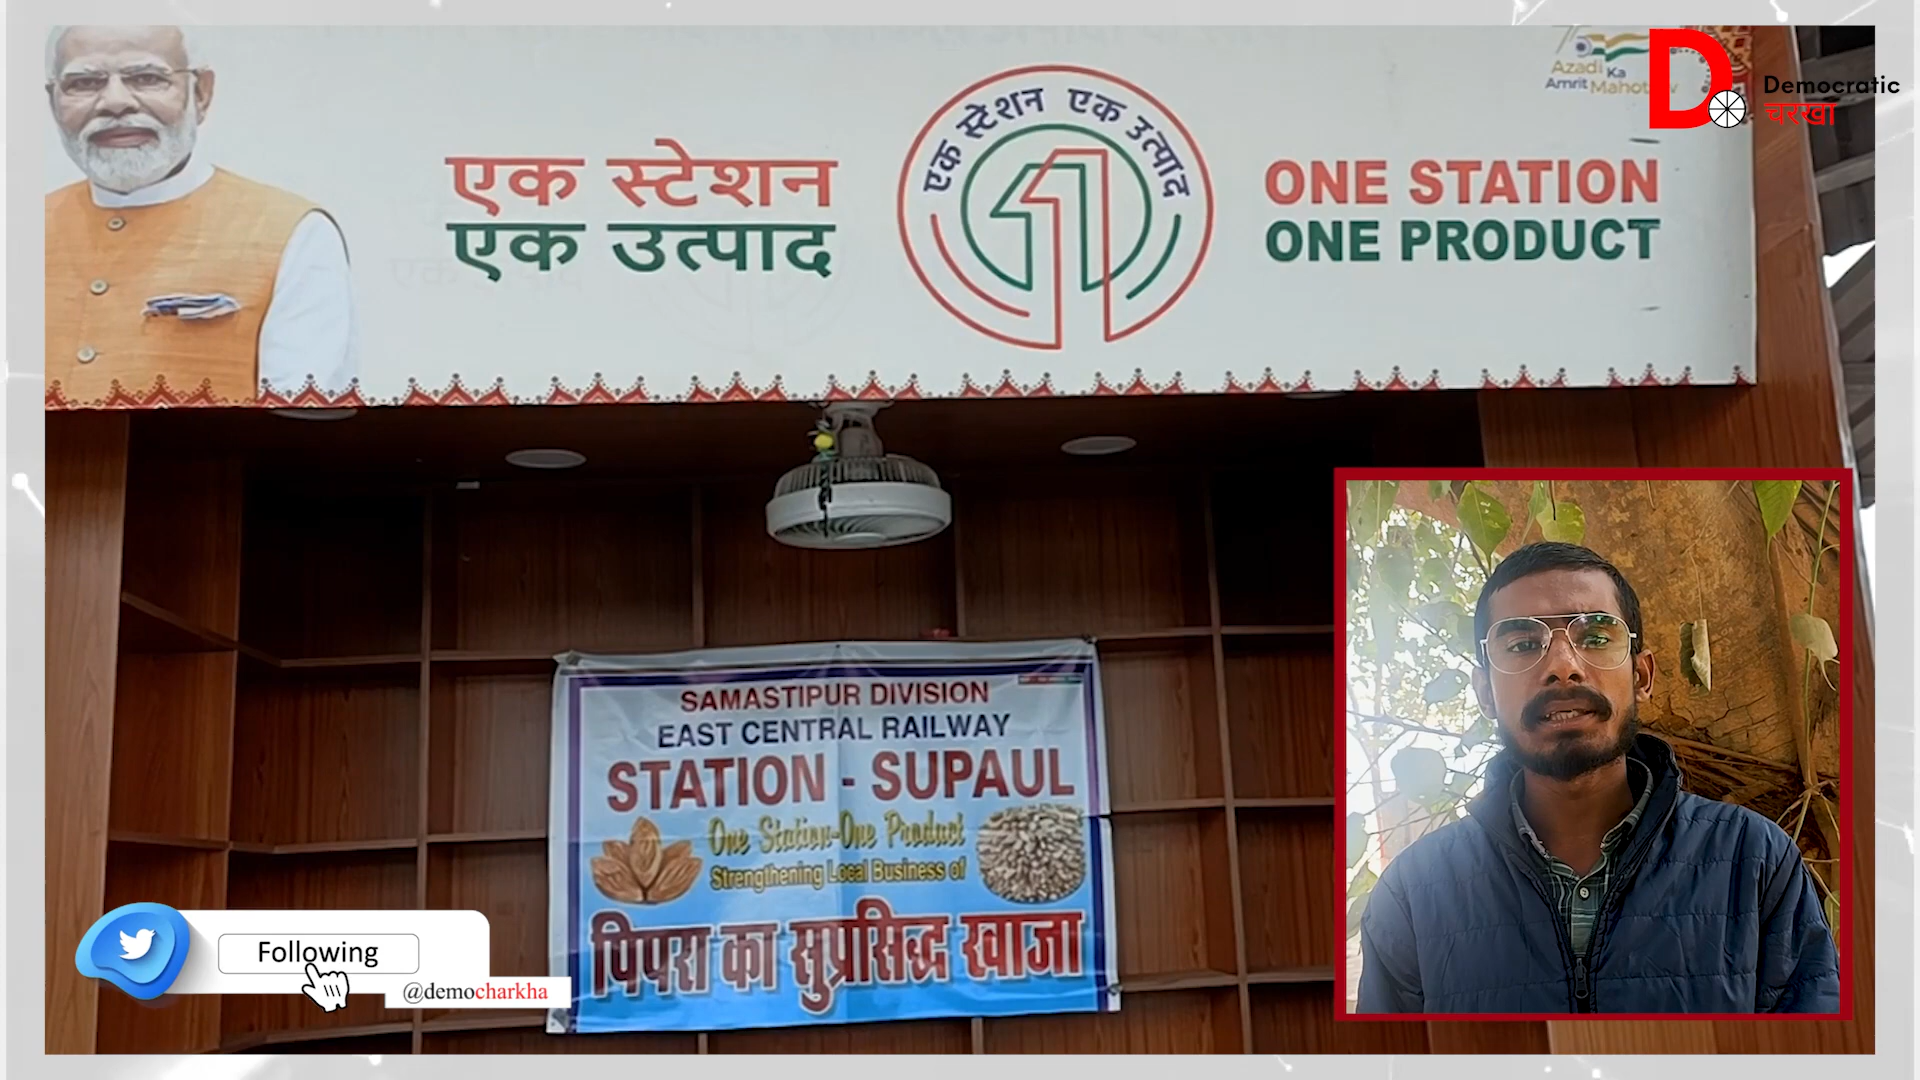 एक स्टेशन
एक उत्पाद
एक स्टेशन एक उत्पाद
ONE STATION
ONE PRODUCT
Azadi Ka
Amrit
Democratic
चरखा
SAMASTIPUR DIVISION
EAST CENTRAL RAILWAY
STATION - SUPAUL
One Station-One Product
Strengthening Local Business of
पिपरा का सुप्रसिद्ध खाजा
Following
@democharkha